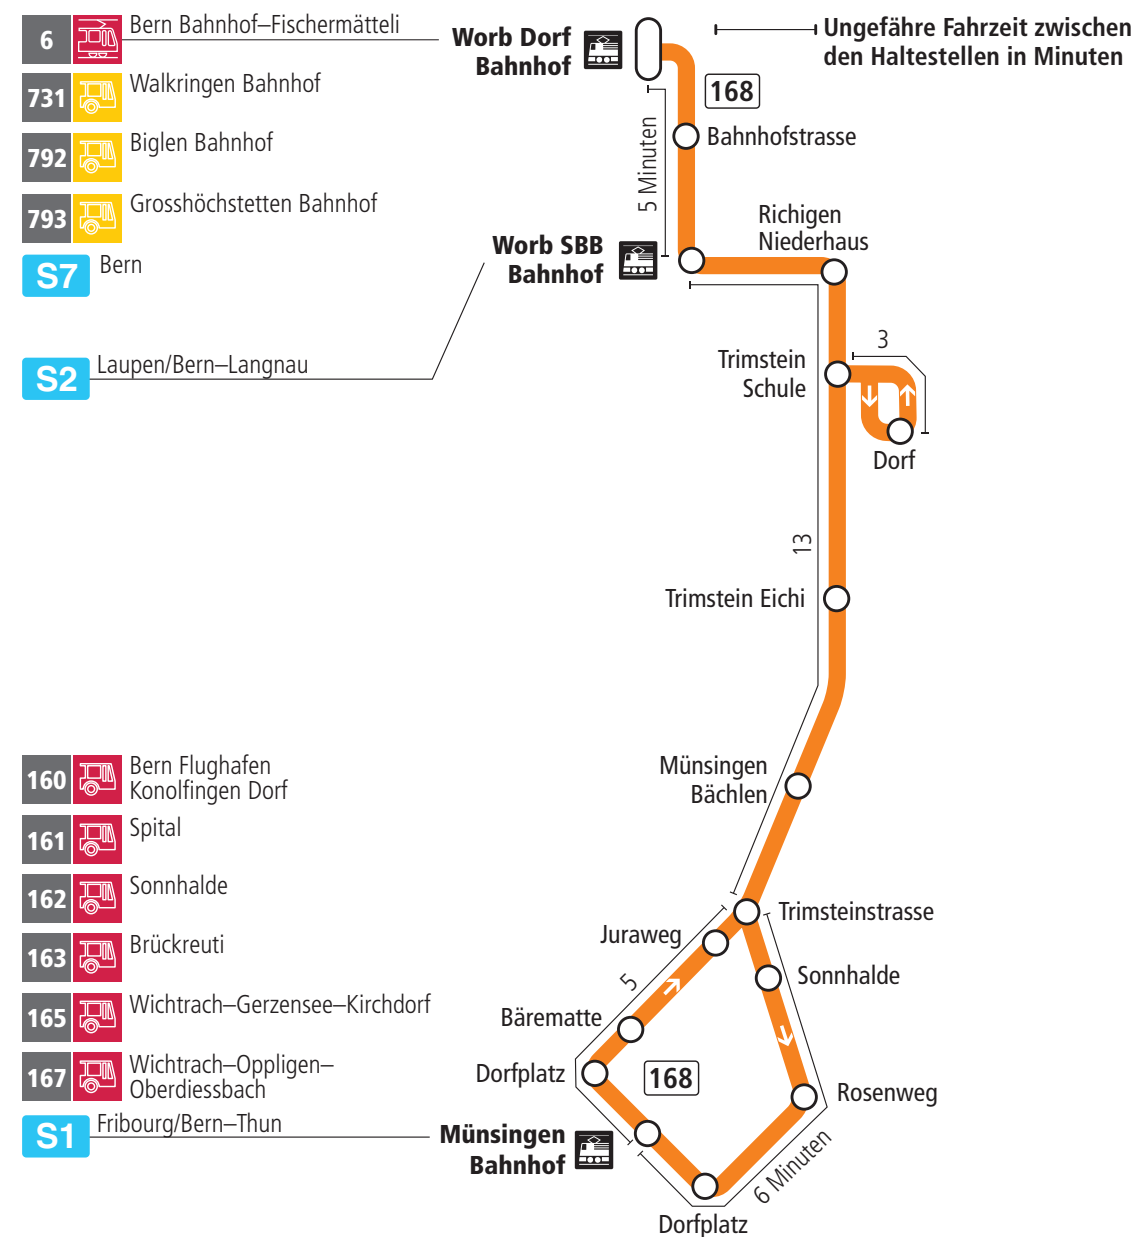 6
Bern Bahnhof–Fischermätteli
731
Walkringen Bahnhof
792
Biglen Bahnhof
793
Grosshöchstetten Bahnhof
S7
Bern
S2
Laupen/Bern–Langnau
Worb Dorf
Bahnhof
Ungefähre Fahrzeit zwischen
den Haltestellen in Minuten
168
5 Minuten
Bahnhofstrasse
Worb SBB
Bahnhof
Richigen
Niederhaus
Trimstein
Schule
3
Dorf
13
Trimstein Eichi
Münsingen
Bächlen
160
Bern Flughafen
Konolfingen Dorf
161
Spital
162
Sonnhalde
163
Brückreuti
165
Wichtrach–Gerzensee–Kirchdorf
167
Wichtrach–Oppligen–
Oberdiessbach
S1
Fribourg/Bern–Thun
Trimsteinstrasse
Juraweg
Sonnhalde
5
Bärematte
Dorfplatz
168
Rosenweg
Münsingen
Bahnhof
6 Minuten
Dorfplatz